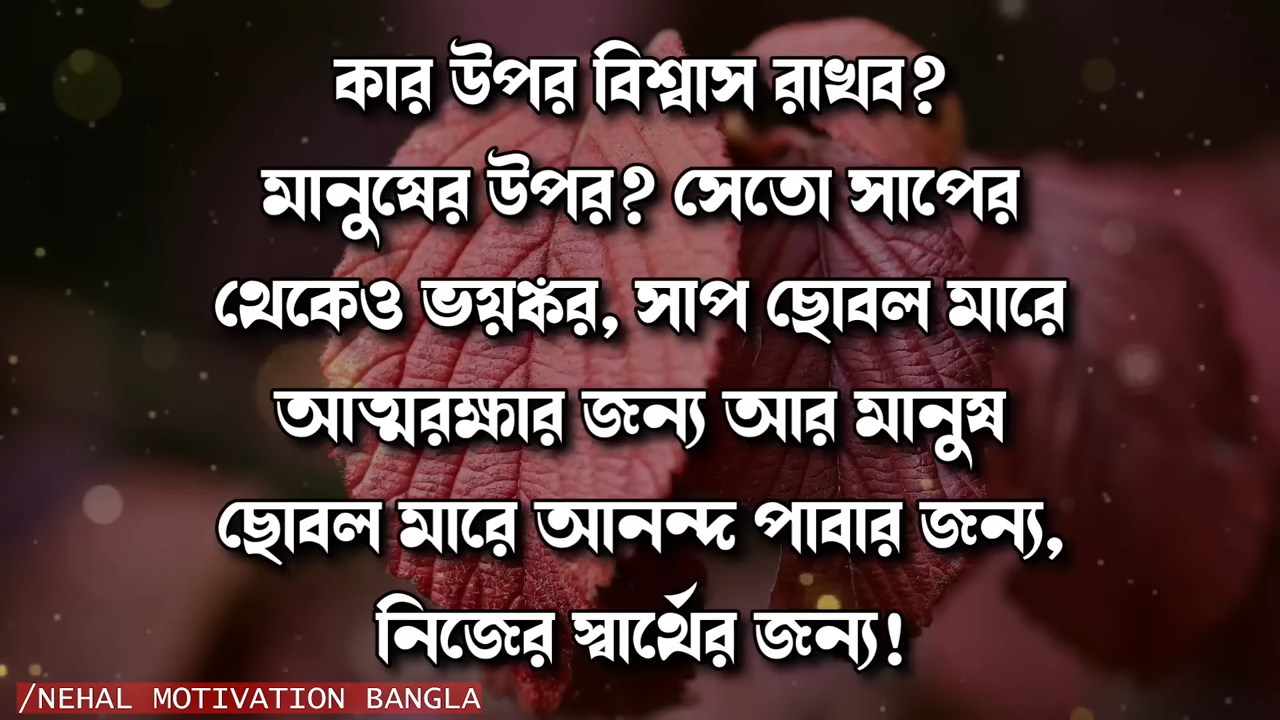 কার উপর বিশ্বাস রাখব?
মানুষের উপর? সেতো সাপের
থেকেও ভয়ঙ্কর, সাপ ছোবল মারে
আত্মরক্ষার জন্য আর মানুষ
ছোবল মারে আনন্দ পাবার জন্য,
নিজের স্বার্থের জন্য!
/NEHAL MOTIVATION BANGLA